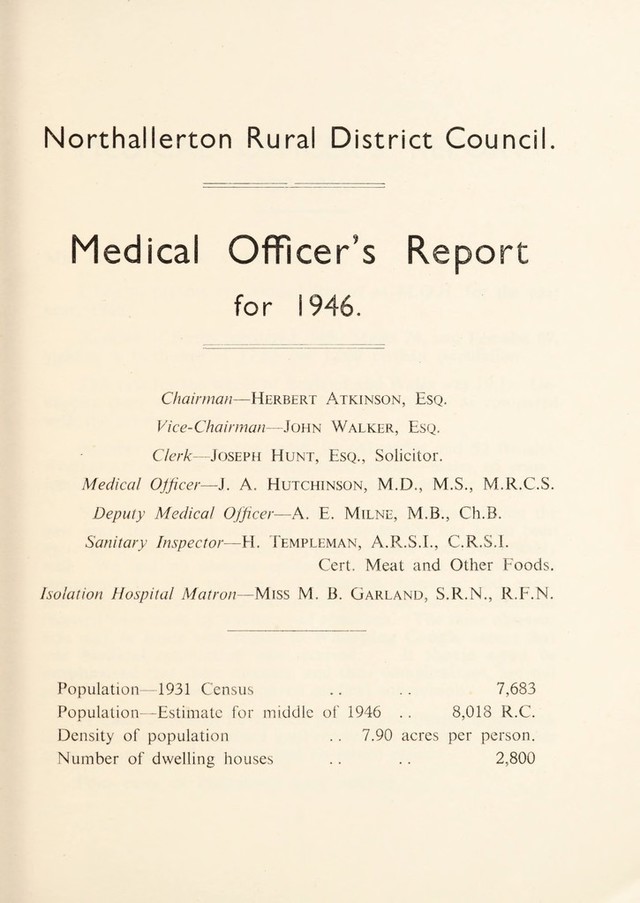 Northallerton Rural District Council.
Medical Officer's Report
for 1946.
Chairman—Herbert Atkinson, Esq.
Vice-Chairman—John Walker, Esq.
Clerk—Joseph Hunt, Esq., Solicitor.
Medical Officer—J. A. Hutchinson, M.D., M.S., M.R.C.S.
Deputy Medical Officer—A. E. Milne, M.B., Ch.B.
Sanitary Inspector—H. Templeman, A.R.S.I., C.R.S.I.
Cert. Meat and Other Foods.
Isolation Hospital Matron—Miss M. B. Garland, S.R.N., R.F.N.
Population—1931 Census .. .. 7,683
Population—Estimate for middle of 1946 .. 8,018 R.C.
Density of population .. 7.90 acres per person.
Number of dwelling houses .. .. 2,800